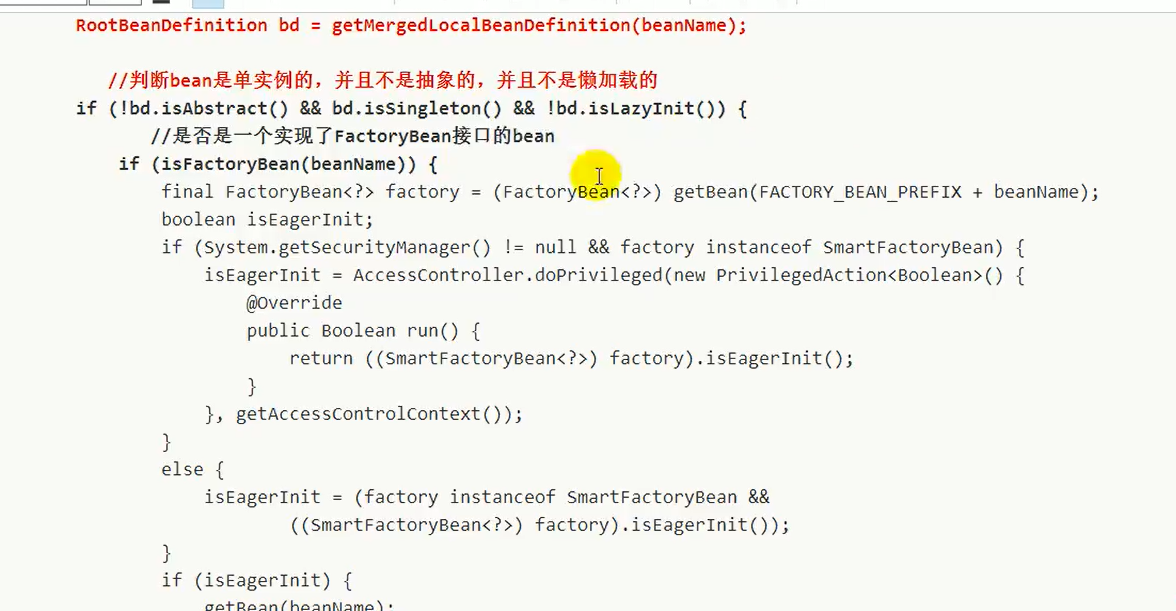 RootBeanDefinition bd = getMergedLocalBeanDefinition(beanName);
//判断bean是单实例的，并且不是抽象的，并且不是懒加载的
if (!bd.isAbstract() && bd.isSingleton() && !bd.isLazyInit()) {
//是否是一个实现了FactoryBean接口的bean
if (isFactoryBean(beanName)) {
final FactoryBean<?> factory = (FactoryBean<?>) getBean(FACTORY_BEAN_PREFIX + beanName);
boolean isEagerInit;
if (System.getSecurityManager() != null && factory instanceof SmartFactoryBean) {
isEagerInit = AccessController.doPrivileged(new PrivilegedAction<Boolean>() {
@Override
public Boolean run() {
return ((SmartFactoryBean<?>) factory).isEagerInit();
}
}, getAccessControlContext());
}
else {
isEagerInit = (factory instanceof SmartFactoryBean &&
((SmartFactoryBean<?>) factory).isEagerInit());
}
if (isEagerInit) {
getBean(beanName);